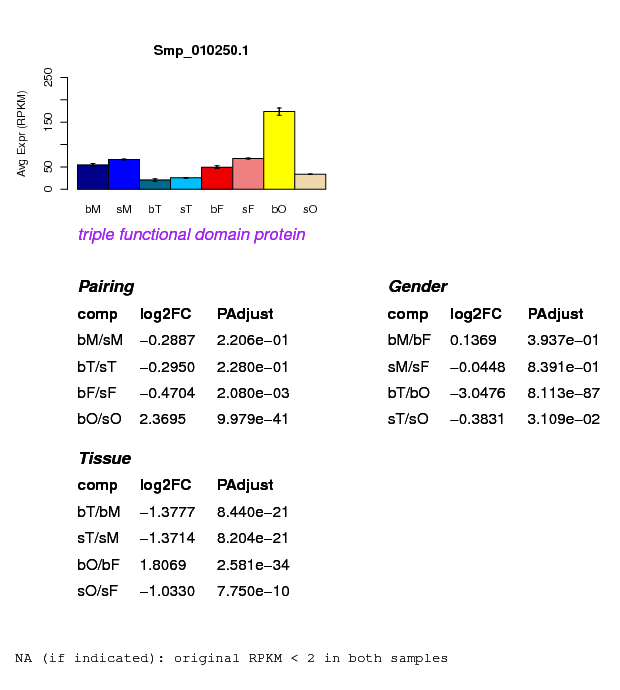 Smp_010250.1
Avg Expr (RPKM)
250
150
50
0
bM sM bT sT bF sF bO sO
triple functional domain protein
Pairing
comp log2FC PAdjust
bM/sM −0.2887 2.206e−01
bT/sT −0.2950 2.280e−01
bF/sF −0.4704 2.080e−03
bO/sO 2.3695 9.979e−41
Gender
comp log2FC PAdjust
bM/bF 0.1369 3.937e−01
sM/sF −0.0448 8.391e−01
bT/bO −3.0476 8.113e−87
sT/sO −0.3831 3.109e−02
Tissue
comp log2FC PAdjust
bT/bM −1.3777 8.440e−21
sT/sM −1.3714 8.204e−21
bO/bF 1.8069 2.581e−34
sO/sF −1.0330 7.750e−10
NA (if indicated): original RPKM < 2 in both samples